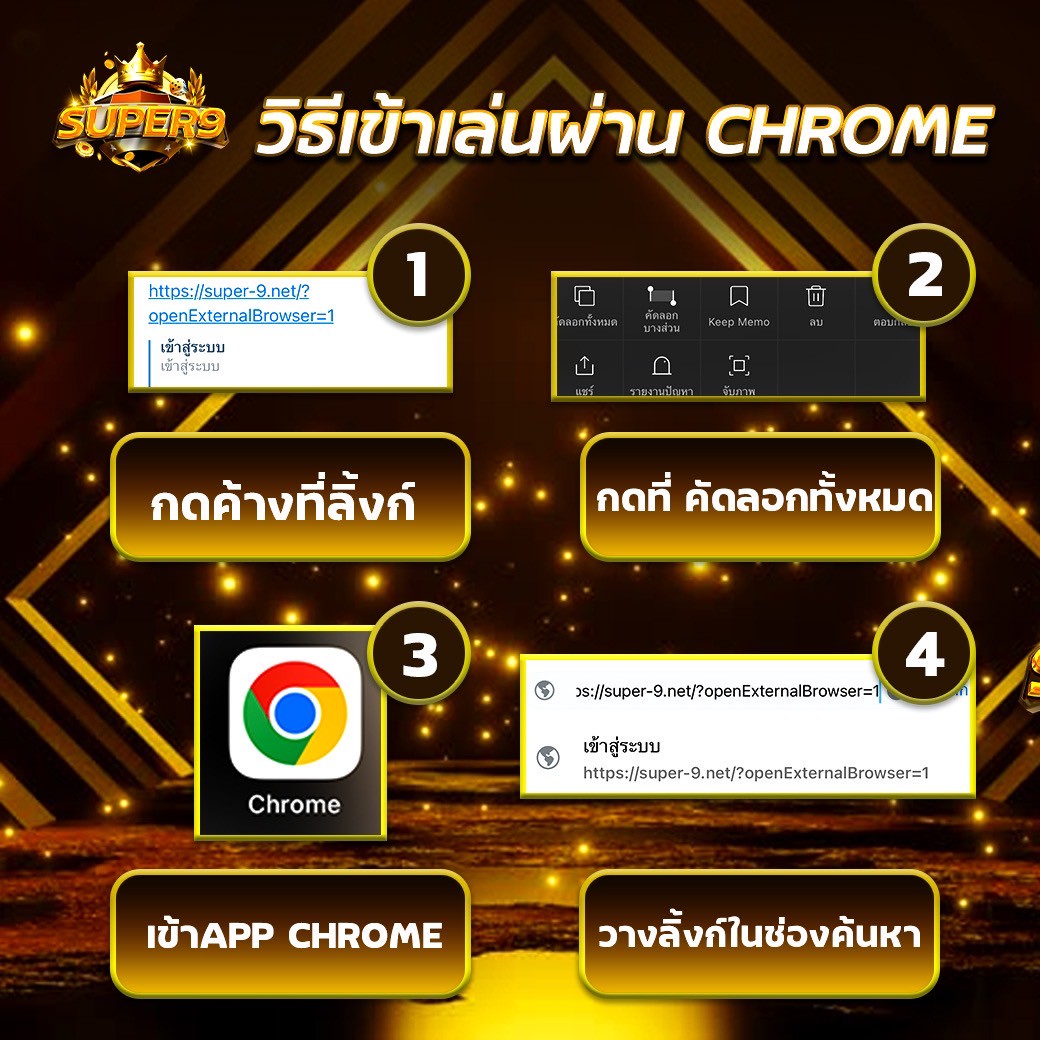 SUPER9
วิธีเข้าเล่นผ่าน CHROME
1
https://super-9.net/?
openExternalBrowser=1
เข้าสู่ระบบ
เข้าสู่ระบบ
กดค้างที่ลิ้งก์
2
คัดลอก
บางส่วน
Keep Memo
ลบ
แชร์
รายงานปัญหา
จับภาพ
กดที่ คัดลอกทั้งหมด
3
Chrome
เข้าAPP CHROME
4
ps://super-9.net/?openExternalBrowser=1
เข้าสู่ระบบ
https://super-9.net/?openExternalBrowser=1
วางลิ้งก์ในช่องค้นหา